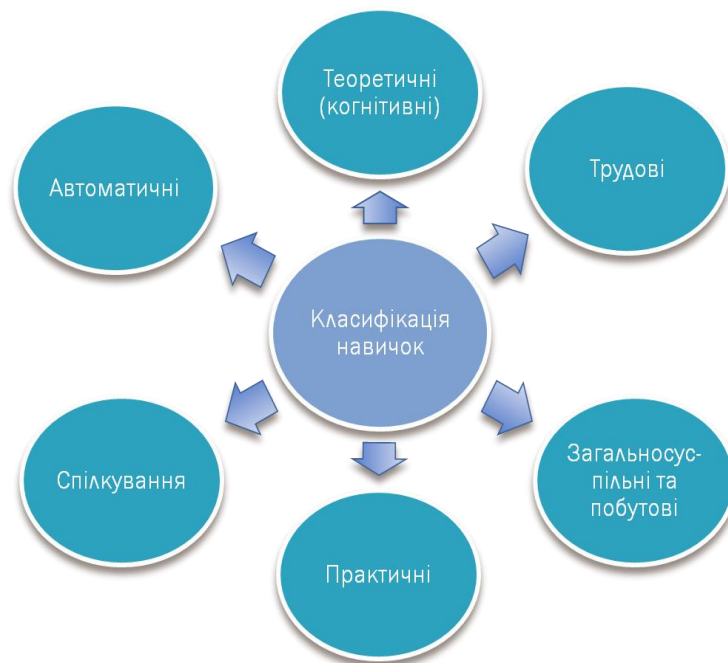 Теоретичні
(когнітивні)
Автоматичні
Трудові
Класифікація
навичок
Спілкування
Загальносус-
пільні та
побутові
Практичні